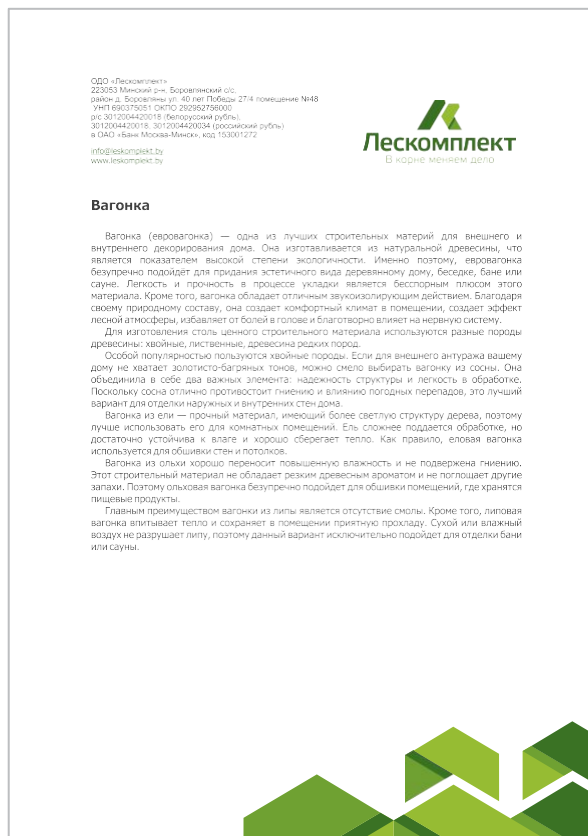 ОДО «Лескомплект»
223053 Минский р-н, Боровлянский с/с,
район д. Боровляны ул. 40 лет Победы 27/4 помещение №48
УНП 690375051 ОКПО 292952756000
р/с 3012004420018 (белорусский рубль),
3012004420018, 3012004420034 (российский рубль)
в ОАО «Банк Москва-Минск», код 153001272
info@leskomplekt.by
www.leskomplekt.by
Лескомплект
В корне меняем дело
Вагонка
Вагонка (евровагонка) — одна из лучших строительных материй для внешнего и
внутреннего декорирования дома. Она изготавливается из натуральной древесины, что
является показателем высокой степени экологичности. Именно поэтому, евровагонка
безупречно подойдёт для придания эстетичного вида деревянному дому, беседке, бане или
сауне. Легкость и прочность в процессе укладки является бесспорным плюсом этого
материала. Кроме того, вагонка обладает отличным звукоизолирующим действием. Благодаря
своему природному составу, она создает комфортный климат в помещении, создает эффект
лесной атмосферы, избавляет от болей в голове и благотворно влияет на нервную систему.
Для изготовления столь ценного строительного материала используются разные породы
древесины: хвойные, лиственные, древесина редких пород.
Особой популярностью пользуются хвойные породы. Если для внешнего антуража вашему
дому не хватает золотисто-багряных тонов, можно смело выбирать вагонку из сосны. Она
объединила в себе два важных элемента: надежность структуры и легкость в обработке.
Поскольку сосна отлично противостоит гниению и влиянию погодных перепадов, это лучший
вариант для отделки наружных и внутренних стен дома.
Вагонка из ели — прочный материал, имеющий более светлую структуру дерева, поэтому
лучше использовать его для комнатных помещений. Ель сложнее поддается обработке, но
достаточно устойчива к влаге и хорошо сберегает тепло. Как правило, еловая вагонка
используется для обшивки стен и потолков.
Вагонка из ольхи хорошо переносит повышенную влажность и не подвержена гниению.
Этот строительный материал не обладает резким древесным ароматом и не поглощает другие
запахи. Поэтому ольховая вагонка безупречно подойдет для обшивки помещений, где хранятся
пищевые продукты.
Главным преимуществом вагонки из липы является отсутствие смолы. Кроме того, липовая
вагонка впитывает тепло и сохраняет в помещении приятную прохладу. Сухой или влажный
воздух не разрушает липу, поэтому данный вариант исключительно подойдет для отделки бани
или сауны.